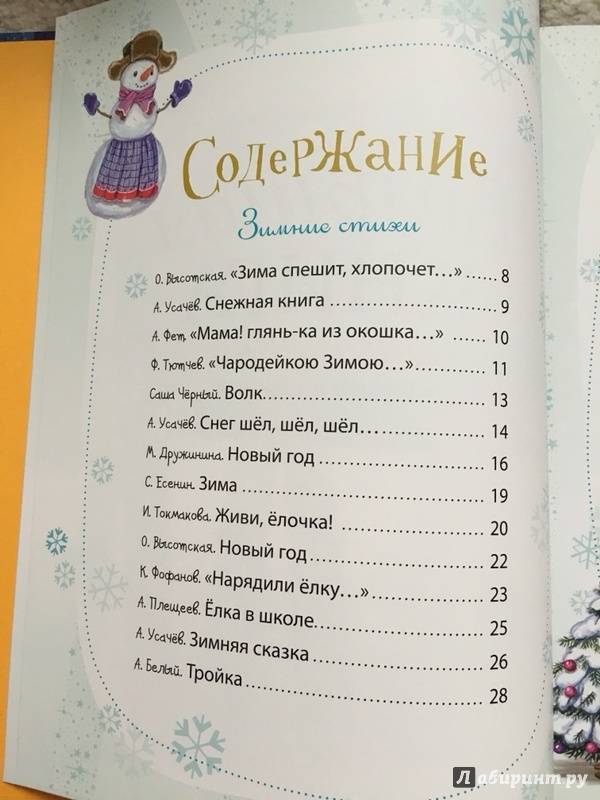 Содержание
Зимние стихи
О. Высотская. «Зима спешит, хлопочет...» ...... 8
А. Усачёв. Снежная книга ........................ 9
А. Фет. «Мама! глянь-ка из окошка...» ...... 10
Ф. Тютчев. «Чародейкою Зимою...» .......... 11
Саша Чёрный. Волк.............................. 13
А. Усачёв. Снег шёл, шёл, шёл................ 14
М. Дружинина. Новый год ...................... 16
С. Есенин. Зима .................................. 19
И. Токмакова. Живи, ёлочка! .................. 20
О. Высотская. Новый год ........................ 22
К. Фофанов. «Нарядили ёлку...» .............. 23
А. Плещеев. Ёлка в школе...................... 25
А. Усачёв. Зимняя сказка ...................... 26
А. Белый. Тройка ................................ 28
Лабиринт.ру